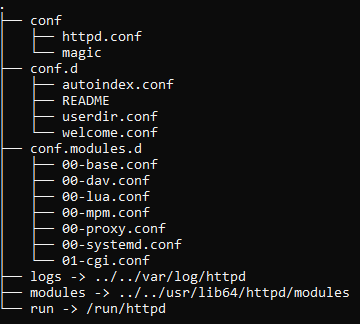 .
├── conf
│   ├── httpd.conf
│   └── magic
├── conf.d
│   ├── autoindex.conf
│   ├── README
│   ├── userdir.conf
│   └── welcome.conf
├── conf.modules.d
│   ├── 00-base.conf
│   ├── 00-dav.conf
│   ├── 00-lua.conf
│   ├── 00-mpm.conf
│   ├── 00-proxy.conf
│   ├── 00-systemd.conf
│   └── 01-cgi.conf
├── logs -> ../../var/log/httpd
├── modules -> ../../usr/lib64/httpd/modules
└── run -> /run/httpd